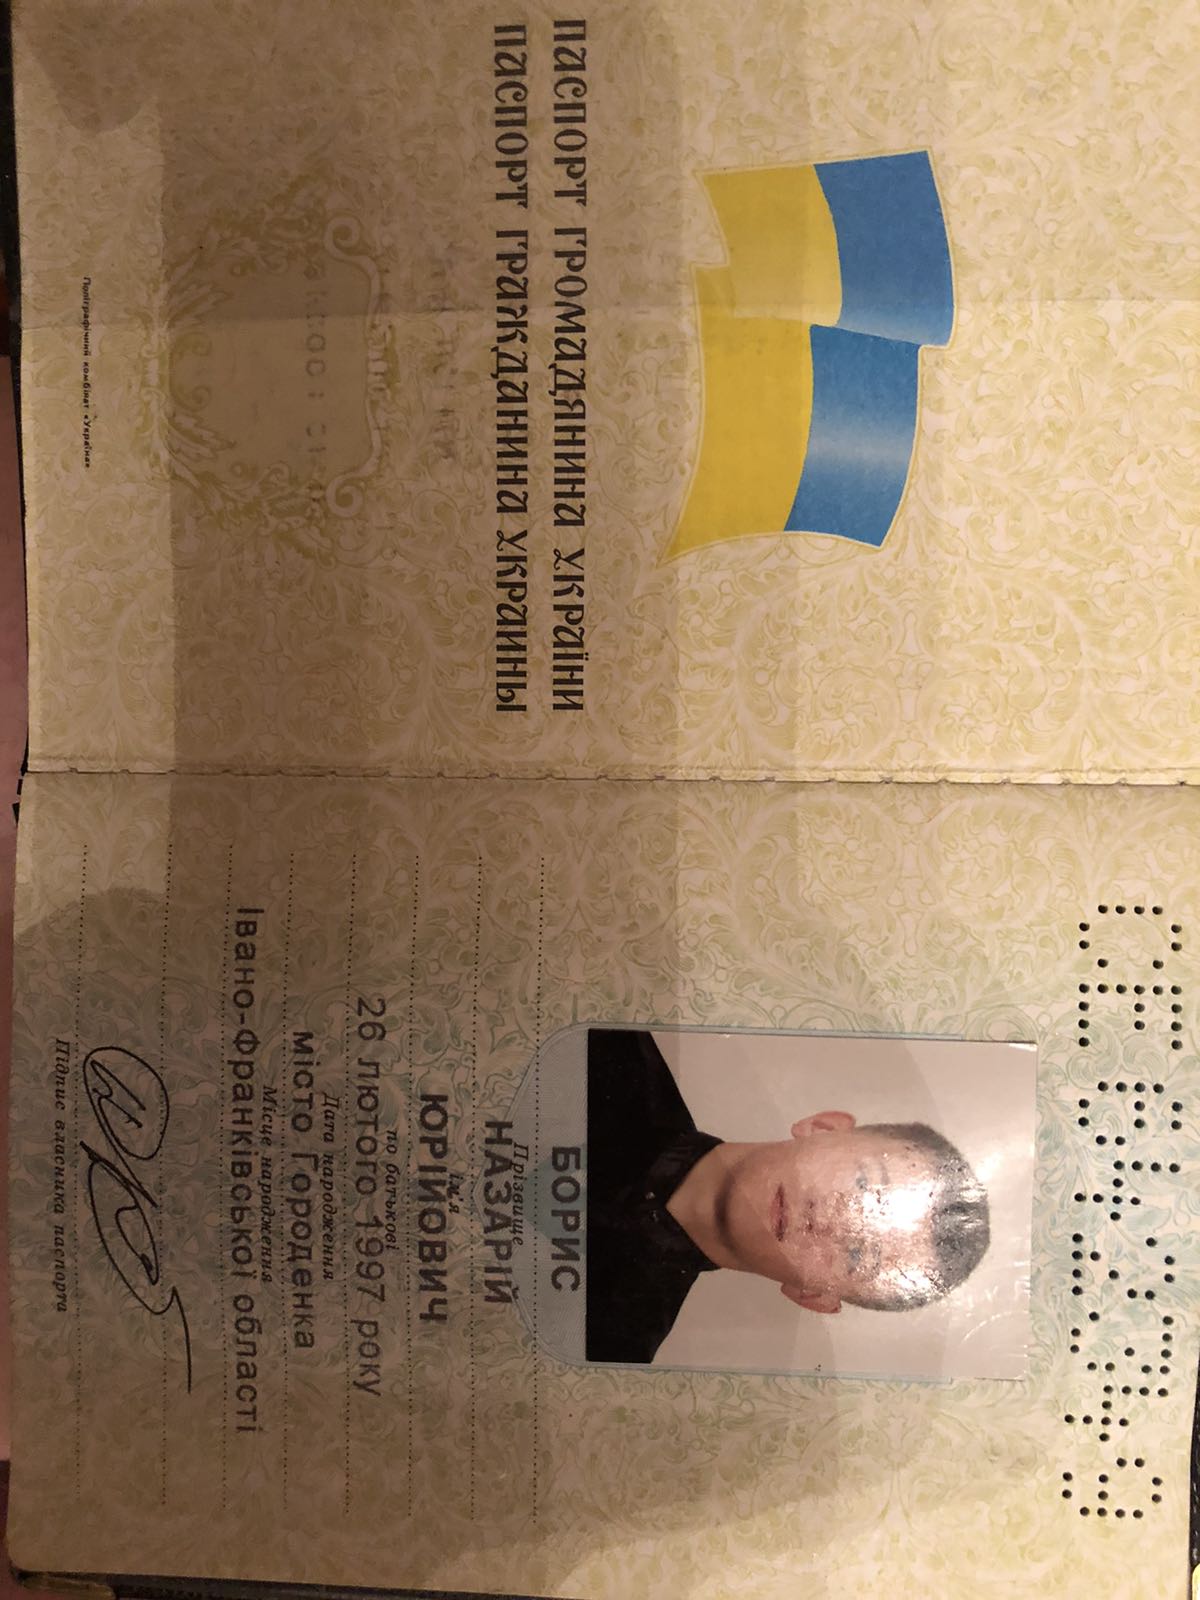 ПАСПОРТ ГРОМАДЯНИНА УКРАЇНИ
ПАСПОРТ ГРАЖДАНИНА УКРАИНЫ
Поліграфічний комбінат «Україна»
БОРИС
Прізвище
НАЗАРІЙ
Ім'я
ЮРІЙОВИЧ
по батькові
26 лютого 1997 року
Дата народження
місто Городенка
Місце народження
Івано-Франківської області
Підпис власника паспорта